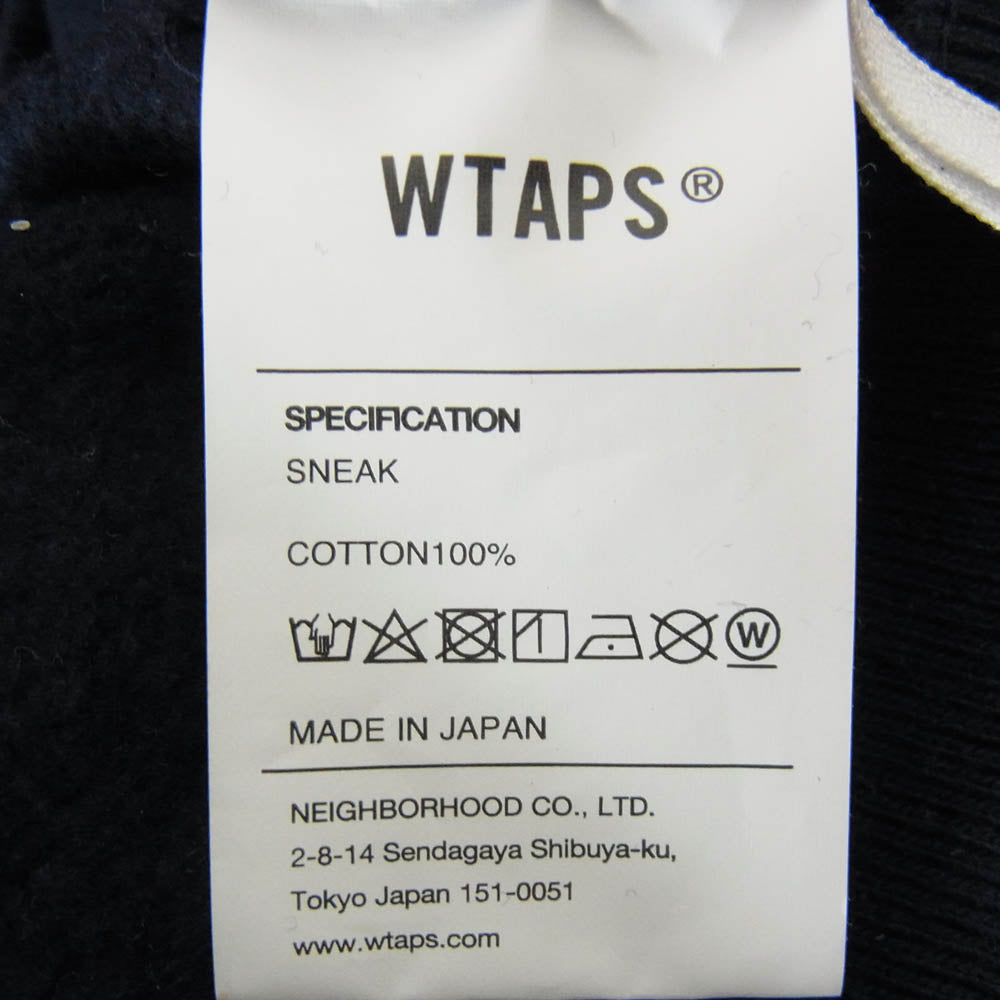 WTAPS®
SPECIFICATION
SNEAK
COTTON100%
W
MADE IN JAPAN
NEIGHBORHOOD CO., LTD.
2-8-14 Sendagaya Shibuya-ku,
Tokyo Japan 151-0051
www.wtaps.com